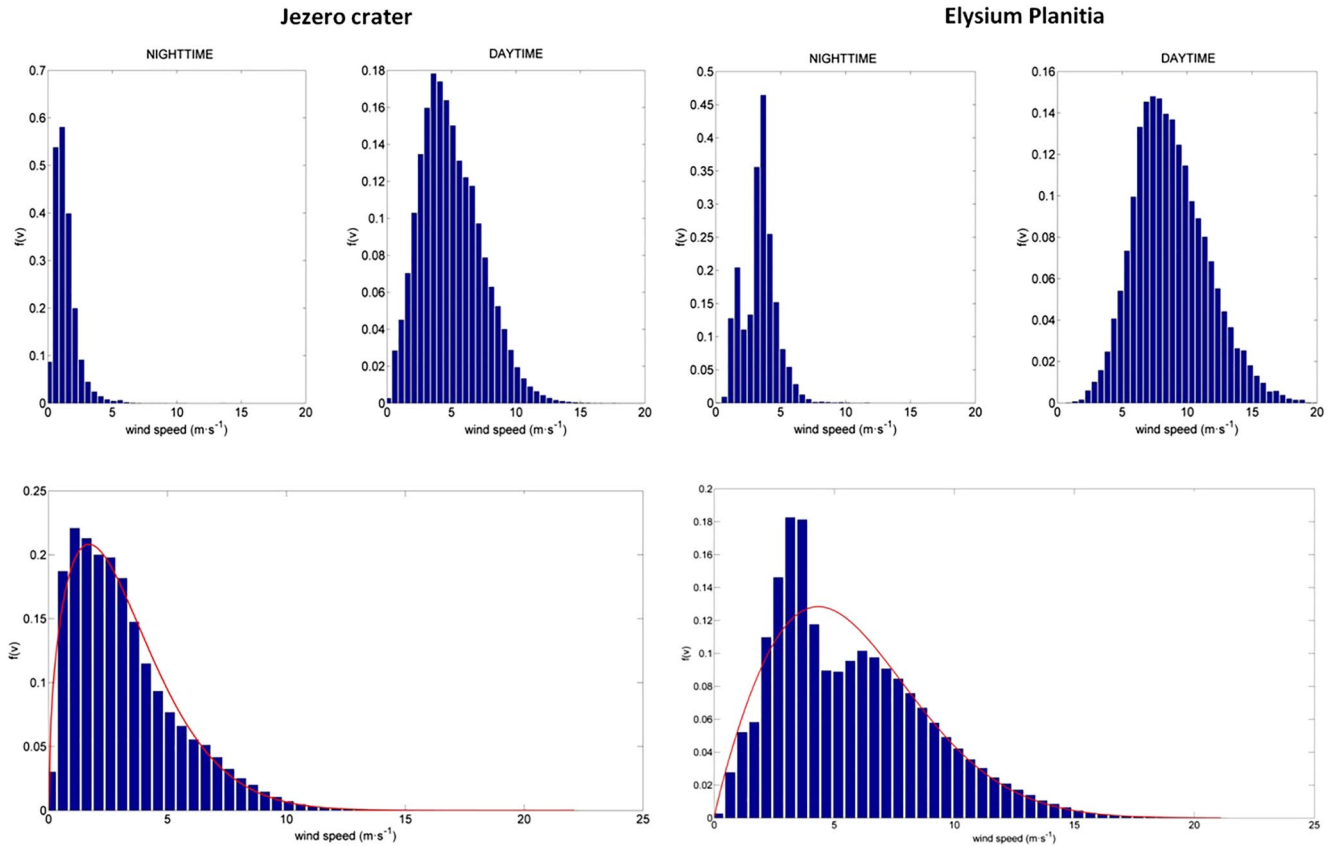 Jezero crater
Elysium Planitia
NIGHTTIME
0.7
0.6
0.5
0.4
0.3
0.2
0.1
0
f(v)
0 5 10 15 20
wind speed (m·s⁻¹)
DAYTIME
0.18
0.16
0.14
0.12
0.1
0.08
0.06
0.04
0.02
0
f(v)
0 5 10 15 20
wind speed (m·s⁻¹)
NIGHTTIME
0.5
0.45
0.4
0.35
0.3
0.25
0.2
0.15
0.1
0.05
0
f(v)
0 5 10 15 20
wind speed (m·s⁻¹)
DAYTIME
0.16
0.14
0.12
0.1
0.08
0.06
0.04
0.02
0
f(v)
0 5 10 15 20
wind speed (m·s⁻¹)
0.25
0.2
0.15
0.1
0.05
0
f(v)
0 5 10 15 20 25
wind speed (m·s⁻¹)
0.2
0.18
0.16
0.14
0.12
0.1
0.08
0.06
0.04
0.02
0
f(v)
0 5 10 15 20 25
wind speed (m·s⁻¹)